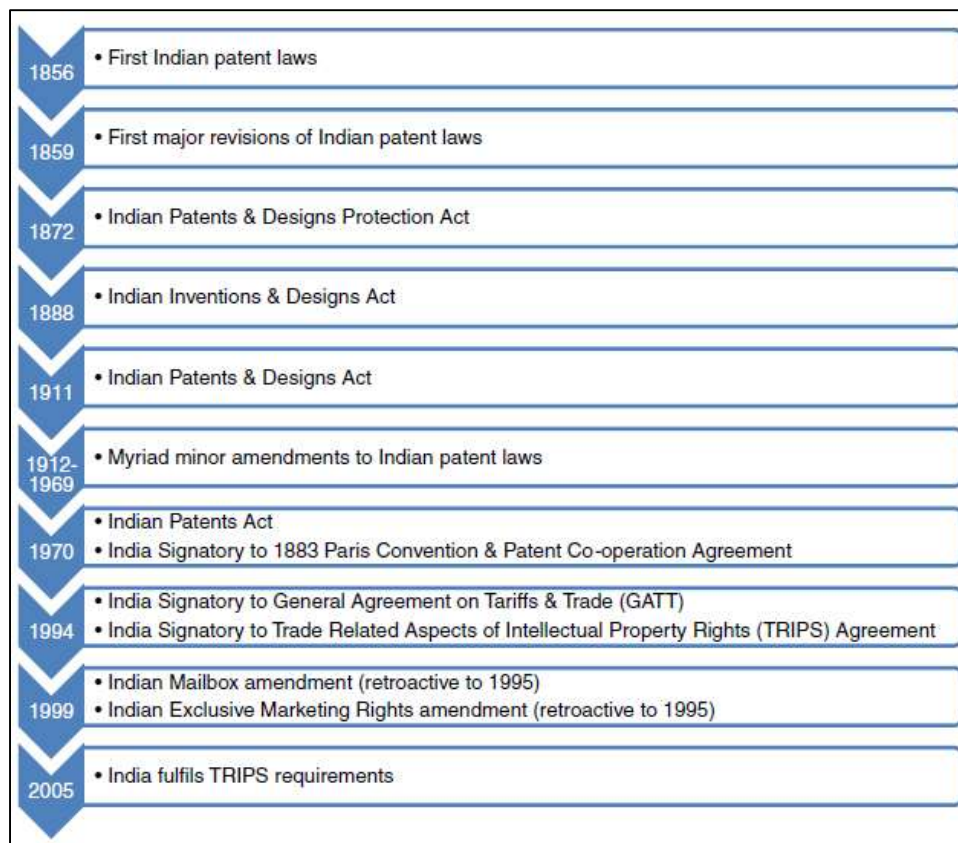 1856
• First Indian patent laws
1859
• First major revisions of Indian patent laws
1872
• Indian Patents & Designs Protection Act
1888
• Indian Inventions & Designs Act
1911
• Indian Patents & Designs Act
1912-
1969
• Myriad minor amendments to Indian patent laws
1970
• Indian Patents Act
• India Signatory to 1883 Paris Convention & Patent Co-operation Agreement
1994
• India Signatory to General Agreement on Tariffs & Trade (GATT)
• India Signatory to Trade Related Aspects of Intellectual Property Rights (TRIPS) Agreement
1999
• Indian Mailbox amendment (retroactive to 1995)
• Indian Exclusive Marketing Rights amendment (retroactive to 1995)
2005
• India fulfils TRIPS requirements